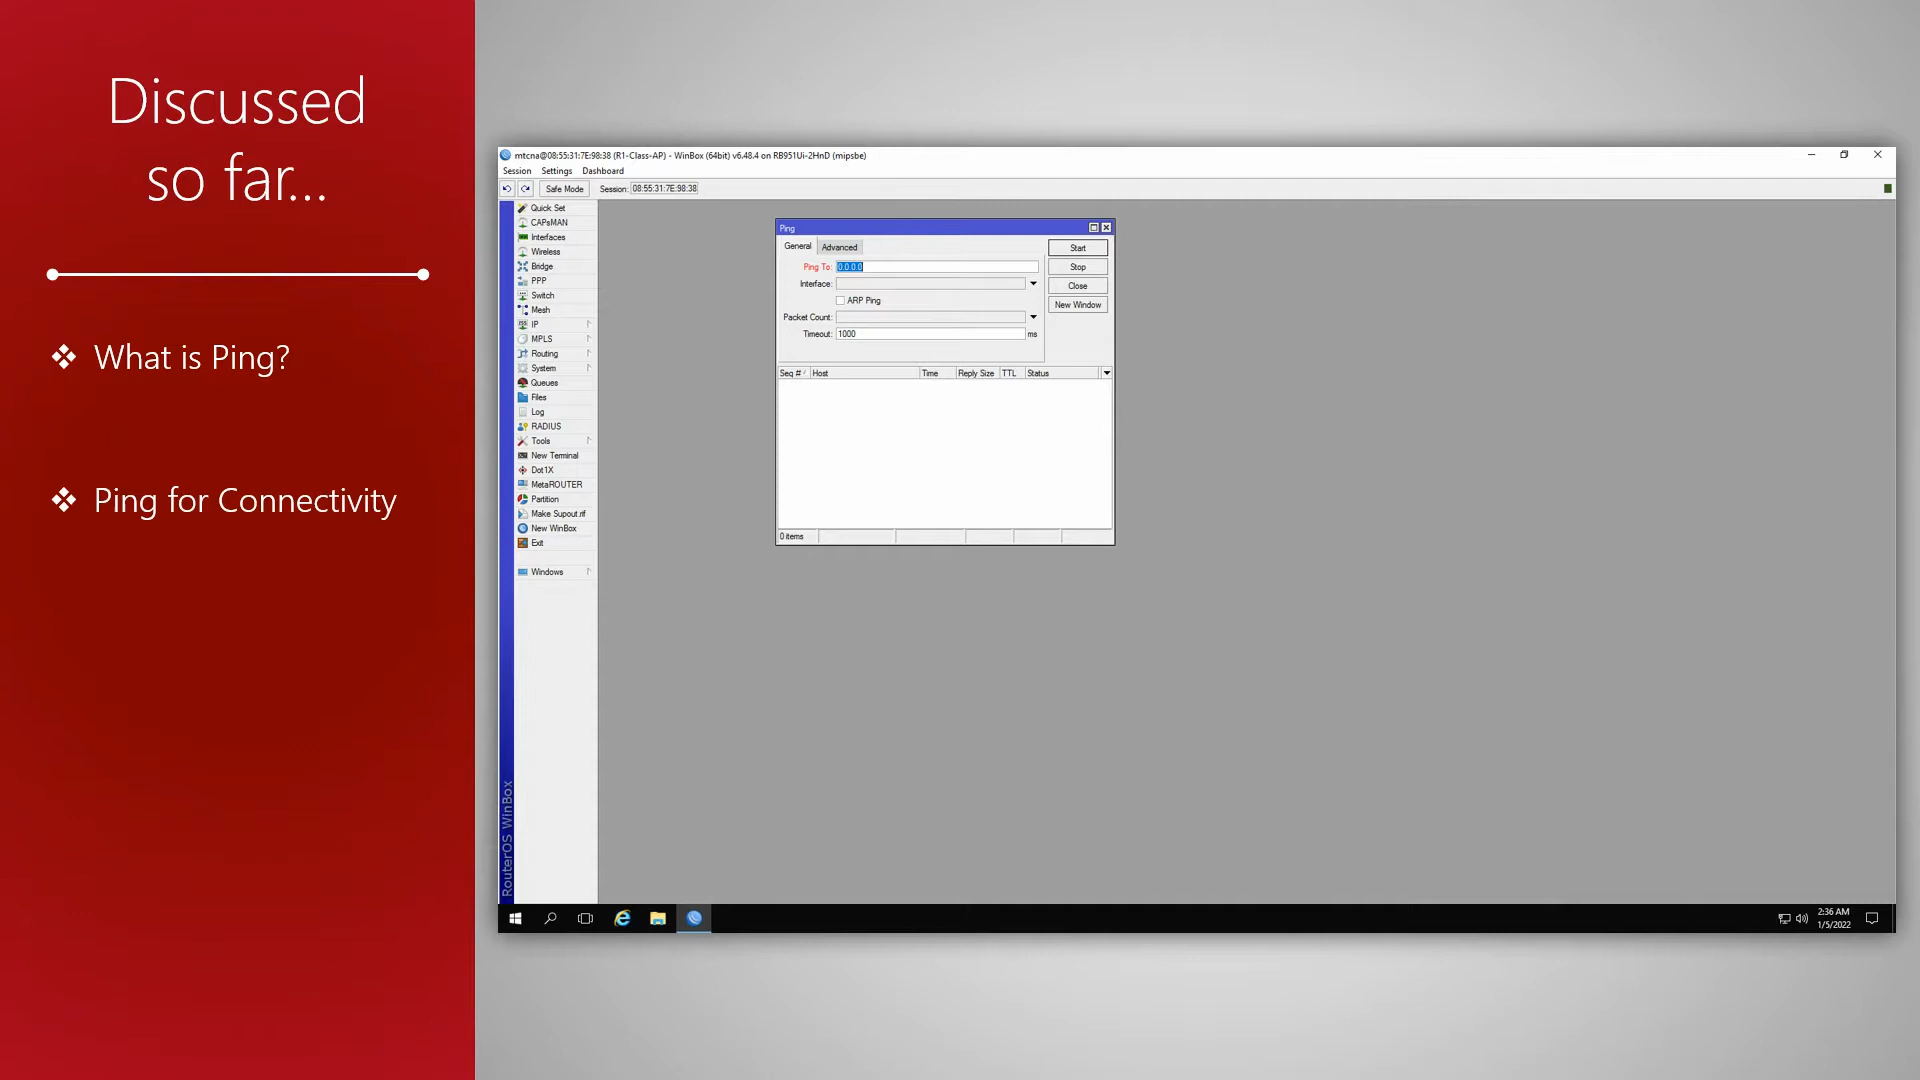 Discussed
so far...
❖ What is Ping?
❖ Ping for Connectivity
mtcna@08:55:31:7E:98:38 (R1-Class-AP) - WinBox (64bit) v6.48.4 on RB951Ui-2HnD (mipsbe)
Session Settings Dashboard
Safe Mode Session: 08:55:31:7E:98:38
Quick Set
CAPsMAN
Interfaces
Wireless
Bridge
PPP
Switch
Mesh
IP
MPLS
Routing
System
Queues
Files
Log
RADIUS
Tools
New Terminal
Dot1X
MetaROUTER
Partition
Make Supout.rif
New WinBox
Exit
Windows
RouterOS WinBox
Ping
General Advanced
Ping To: 0.0.0.0
Interface:
ARP Ping
Packet Count:
Timeout: 1000 ms
Start
Stop
Close
New Window
Seq # Host Time Reply Size TTL Status
0 items
2:36 AM
1/5/2022